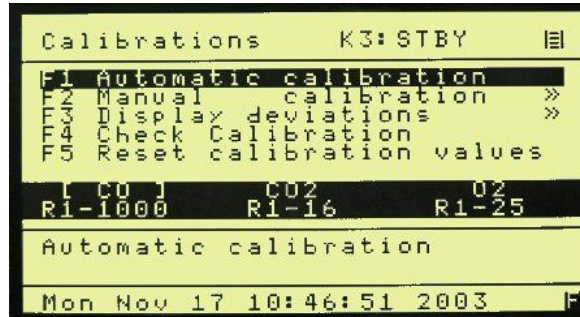 Calibrations K3:STBY
F1 Automatic calibration
F2 Manual calibration »
F3 Display deviations »
F4 Check Calibration
F5 Reset calibration values
[ CO ] CO2 O2
R1-1000 R1-16 R1-25
Automatic calibration
Mon Nov 17 10:46:51 2003